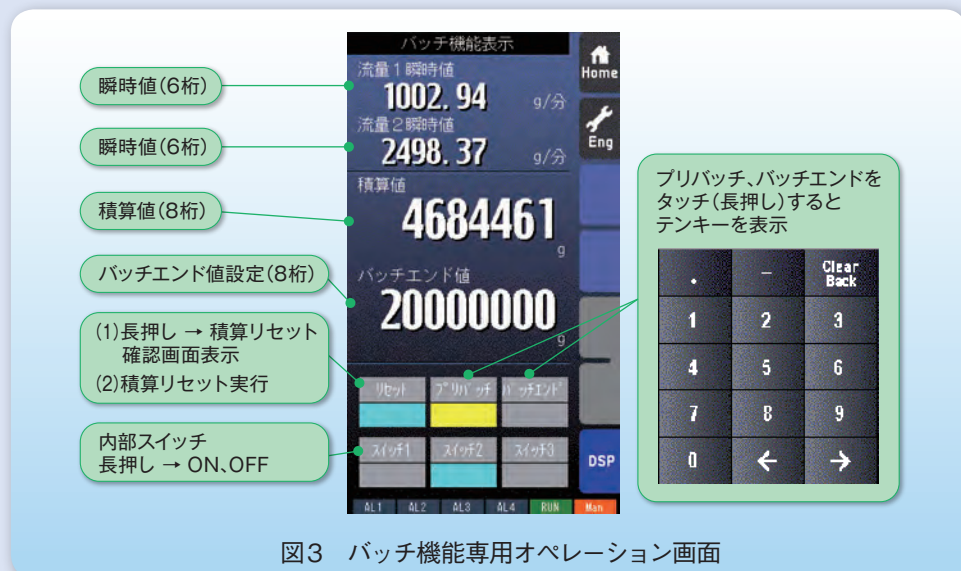 バッチ機能表示
Home
流量1瞬時値
1002.94 g/分
流量2瞬時値
2498.37 g/分
Eng
積算値
4684461
g
バッチエンド値
20000000
g
リセット プリバッチ バッチエンド
スイッチ1 スイッチ2 スイッチ3
DSP
AL1 AL2 AL3 AL4 RUN Man
瞬時値(6桁)
瞬時値(6桁)
積算値(8桁)
バッチエンド値設定(8桁)
(1)長押し → 積算リセット
確認画面表示
(2)積算リセット実行
内部スイッチ
長押し → ON、OFF
プリバッチ、バッチエンドを
タッチ(長押し)すると
テンキーを表示
. − Clear
Back
1 2 3
4 5 6
7 8 9
0 ← →
図3 バッチ機能専用オペレーション画面